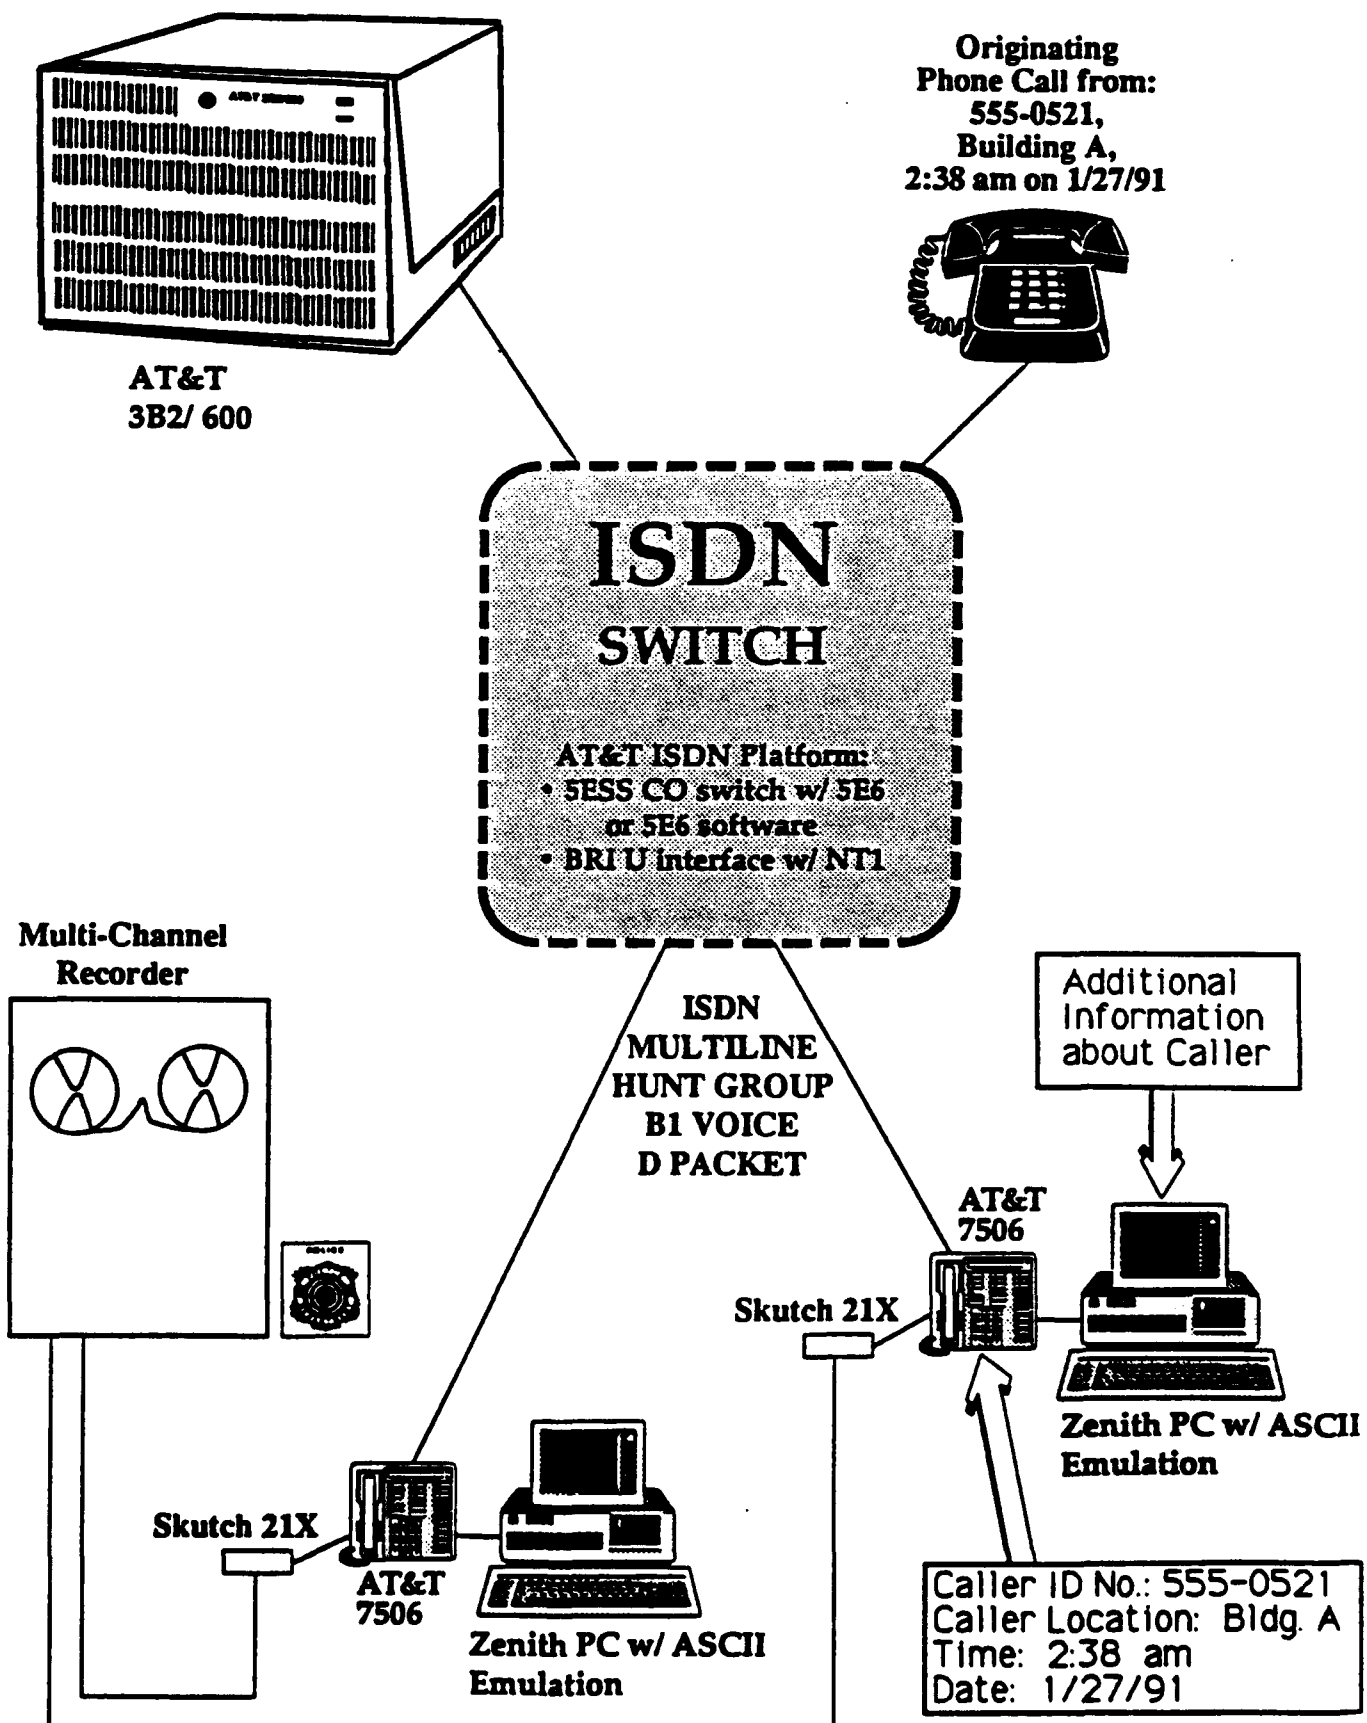 Originating
Phone Call from:
555-0521,
Building A,
2:38 am on 1/27/91
AT&T
AT&T
3B2/ 600
ISDN
SWITCH
AT&T ISDN Platform:
• 5ESS CO switch w/ 5E6
or 5E6 software
• BRI U interface w/ NT1
Multi-Channel
Recorder
ISDN
MULTILINE
HUNT GROUP
B1 VOICE
D PACKET
Additional
Information
about Caller
AT&T
7506
POLICE
Skutch 21X
Zenith PC w/ ASCII
Emulation
Skutch 21X
AT&T
7506
Zenith PC w/ ASCII
Emulation
Caller ID No.: 555-0521
Caller Location: Bldg. A
Time: 2:38 am
Date: 1/27/91